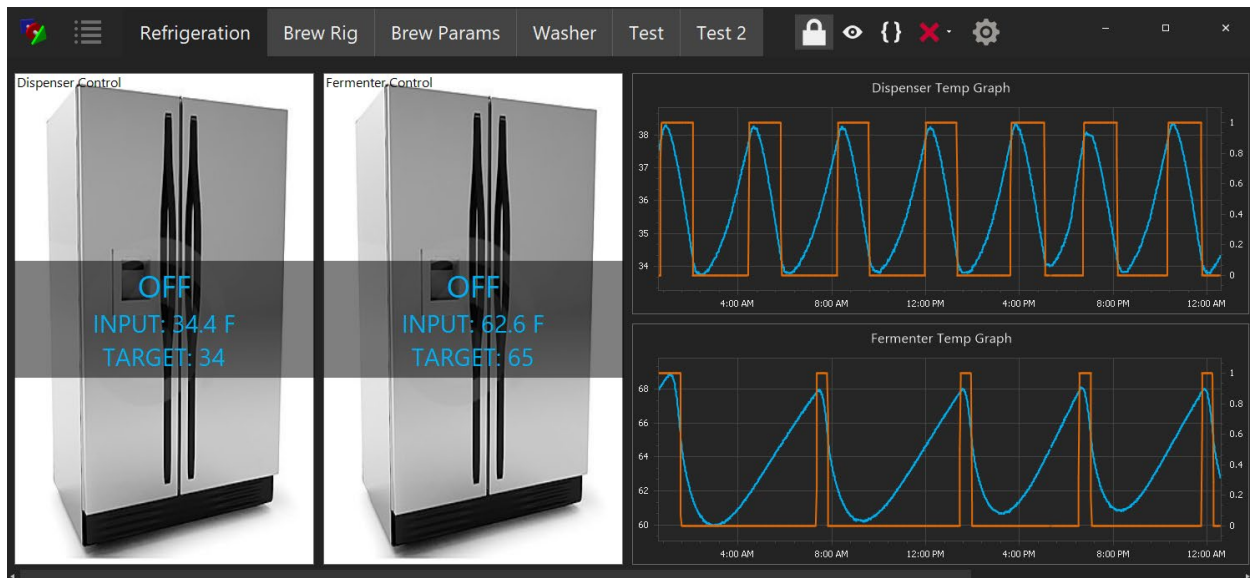 Refrigeration Brew Rig Brew Params Washer Test Test 2
Dispenser Control
OFF
INPUT: 34.4 F
TARGET: 34
Fermenter Control
OFF
INPUT: 62.6 F
TARGET: 65
Dispenser Temp Graph
38
37
36
35
34
1
0.8
0.6
0.4
0.2
0
4:00 AM 8:00 AM 12:00 PM 4:00 PM 8:00 PM 12:00 AM
Fermenter Temp Graph
68
66
64
62
60
1
0.8
0.6
0.4
0.2
0
4:00 AM 8:00 AM 12:00 PM 4:00 PM 8:00 PM 12:00 AM